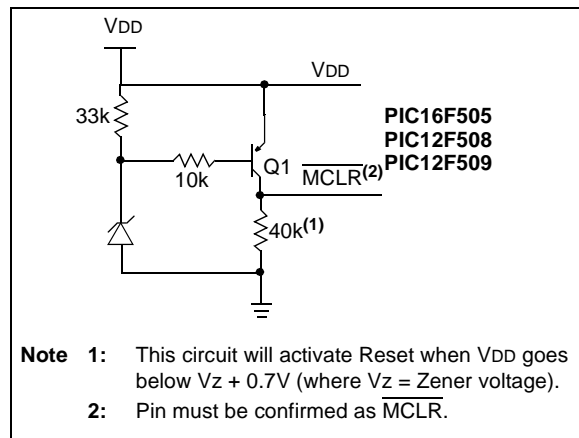 VDD
VDD
33k
PIC16F505
PIC12F508
PIC12F509
Q1
MCLR(2)
10k
40k(1)
Note 1: This circuit will activate Reset when VDD goes
below Vz + 0.7V (where Vz = Zener voltage).
2: Pin must be confirmed as MCLR.